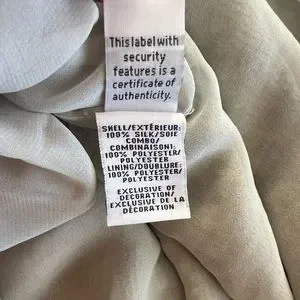 This label with
security
features is a
certificate of
authenticity.
SHELL/EXTÉRIEUR:
100% SILK/SOIE
COMBO/
COMBINAISON1:
100% POLYESTER/
POLYESTER
LINING/DOUBLURE:
100% POLYESTER/
POLYESTER
EXCLUSIVE OF
DECORATION/
EXCLUSIVE DE LA
DÉCORATION